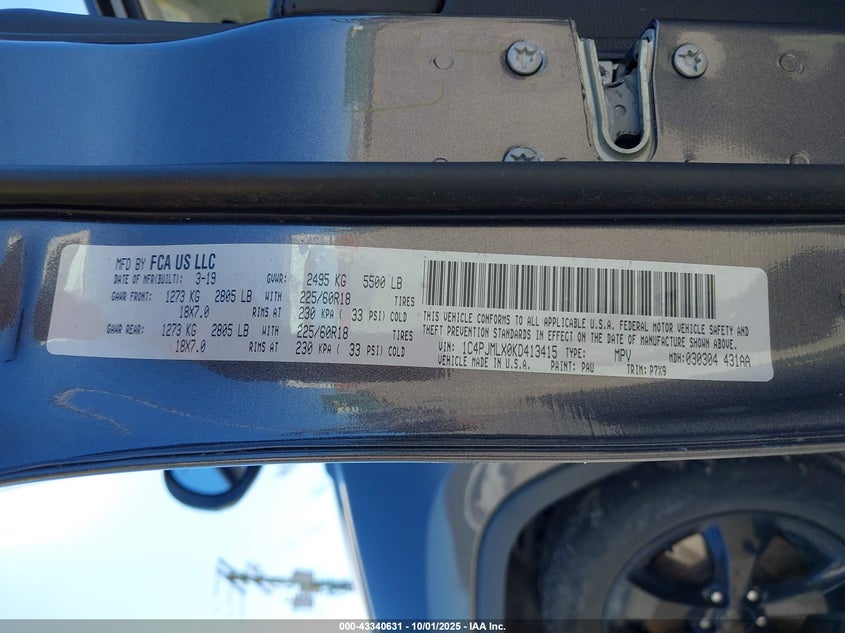 MFD BY FCA US LLC
DATE OF MFR(BUILT): 3-19 GVWR: 2495 KG 5500 LB
GAWR FRONT: 1273 KG 2805 LB WITH 225/60R18 TIRES
18X7.0 RIMS AT 230 KPA ( 33 PSI) COLD
GAWR REAR: 1273 KG 2805 LB WITH 225/60R18 TIRES
18X7.0 RIMS AT 230 KPA ( 33 PSI) COLD
THIS VEHICLE CONFORMS TO ALL APPLICABLE U.S.A. FEDERAL MOTOR VEHICLE SAFETY AND
THEFT PREVENTION STANDARDS IN EFFECT ON THE DATE OF MANUFACTURE SHOWN ABOVE.
VIN: 1C4PJMLX0KD413415 TYPE: MPV MDH: 030304 431AA
VEHICLE MADE IN U.S.A. PAINT: PAU TRIM: P7X9
000-43340631 - 10/01/2025 - IAA Inc.